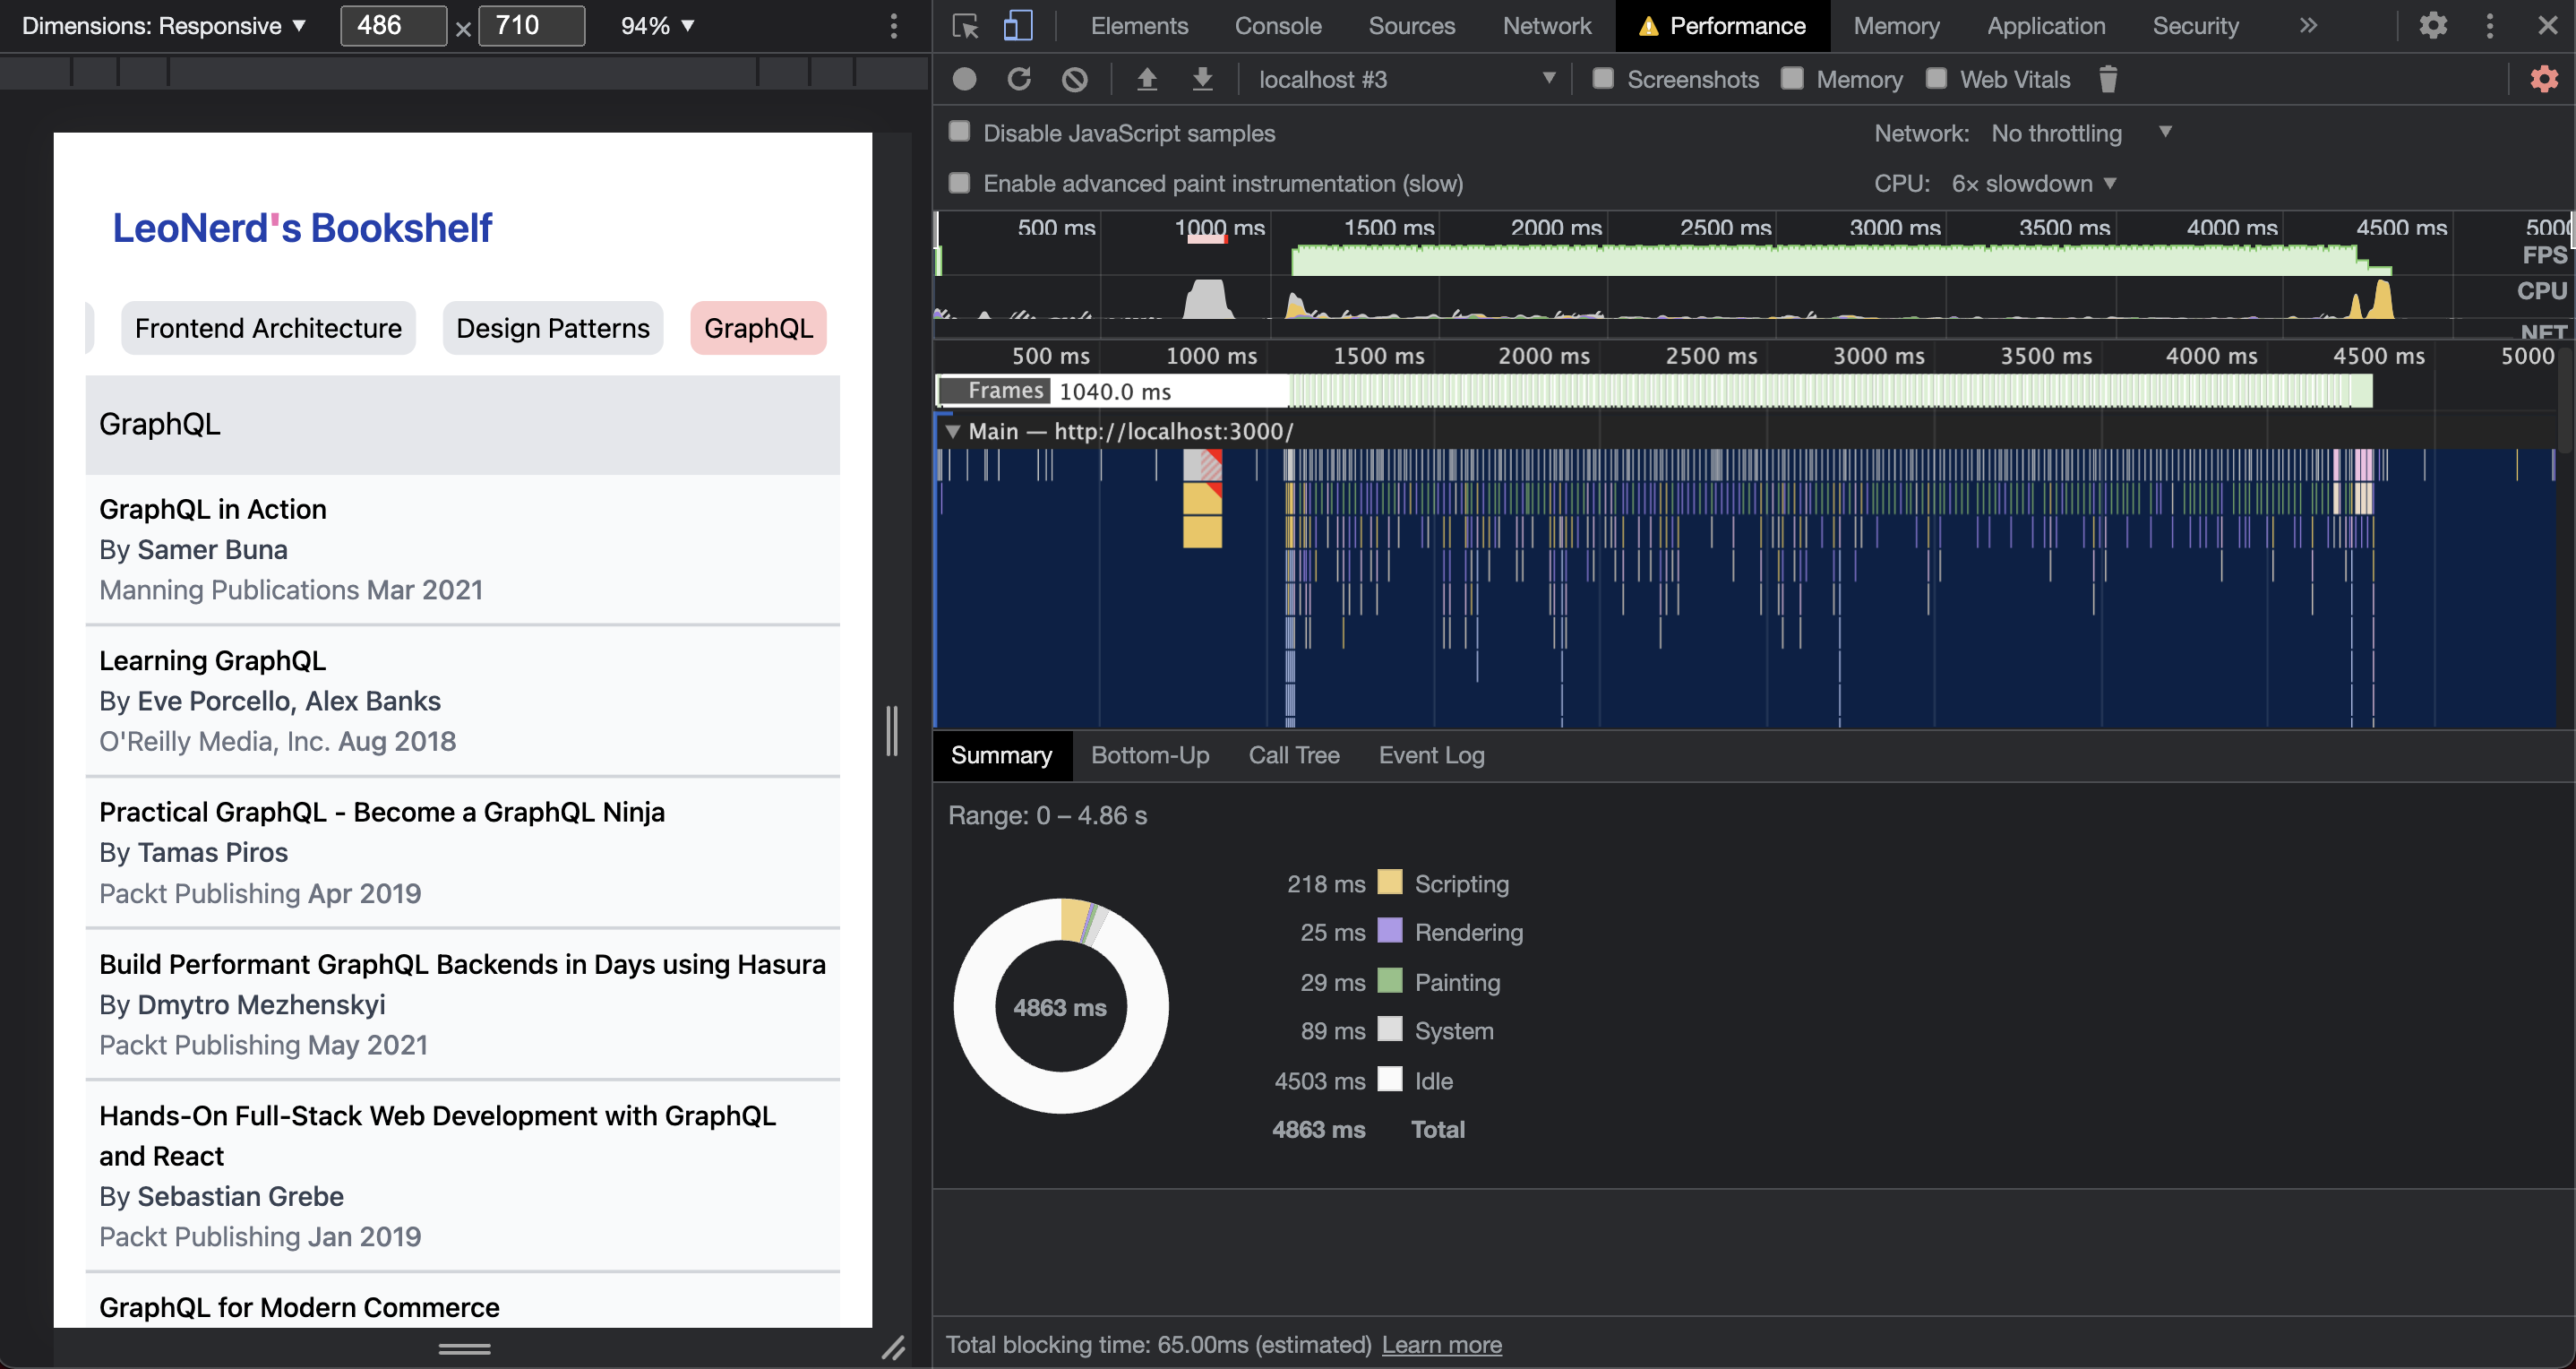 Dimensions: Responsive ▼ 486 × 710 94% ▼
LeoNerd's Bookshelf
Frontend Architecture Design Patterns GraphQL
GraphQL
GraphQL in Action
By Samer Buna
Manning Publications Mar 2021
Learning GraphQL
By Eve Porcello, Alex Banks
O'Reilly Media, Inc. Aug 2018
Practical GraphQL - Become a GraphQL Ninja
By Tamas Piros
Packt Publishing Apr 2019
Build Performant GraphQL Backends in Days using Hasura
By Dmytro Mezhenskyi
Packt Publishing May 2021
Hands-On Full-Stack Web Development with GraphQL
and React
By Sebastian Grebe
Packt Publishing Jan 2019
GraphQL for Modern Commerce
Elements Console Sources Network Performance Memory Application Security »
localhost #3 ▼ Screenshots Memory Web Vitals
Disable JavaScript samples Network: No throttling ▼
Enable advanced paint instrumentation (slow) CPU: 6× slowdown ▼
500 ms 1000 ms 1500 ms 2000 ms 2500 ms 3000 ms 3500 ms 4000 ms 4500 ms 500
FPS
CPU
NET
500 ms 1000 ms 1500 ms 2000 ms 2500 ms 3000 ms 3500 ms 4000 ms 4500 ms 5000
Frames 1040.0 ms
▼ Main — http://localhost:3000/
Summary Bottom-Up Call Tree Event Log
Range: 0 – 4.86 s
4863 ms
218 ms Scripting
25 ms Rendering
29 ms Painting
89 ms System
4503 ms Idle
4863 ms Total
Total blocking time: 65.00ms (estimated) Learn more